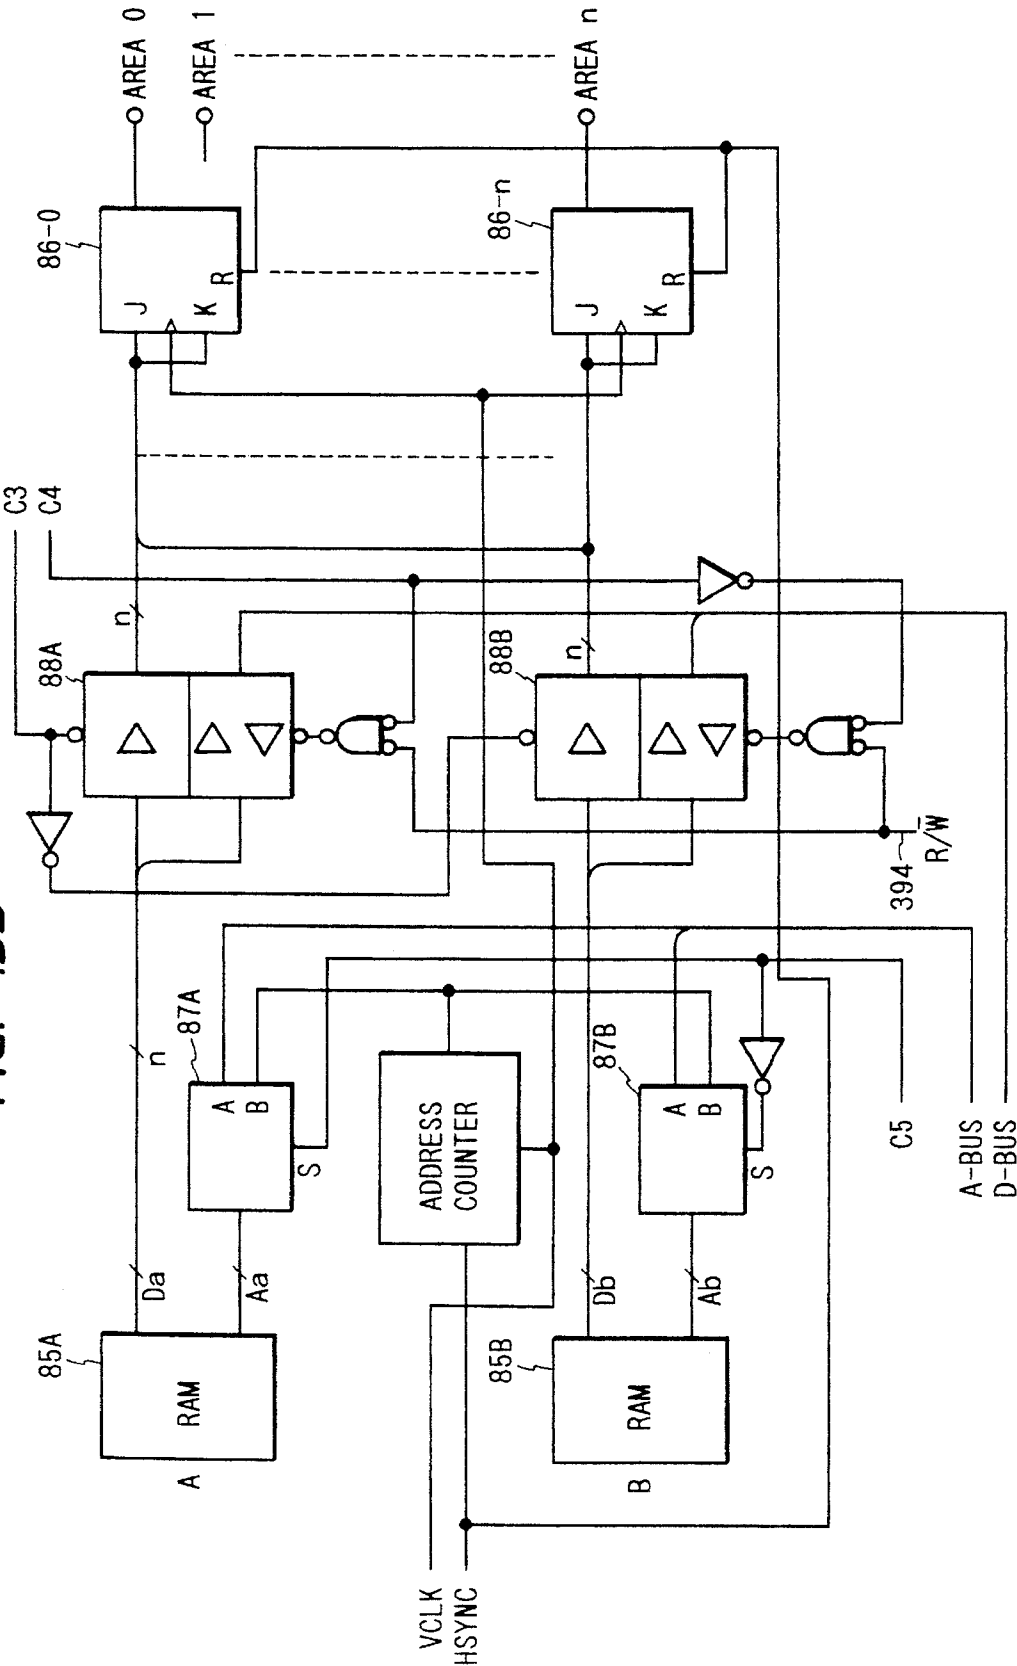 AREA 0
AREA 1
AREA n
86-0
J
K
R
86-n
J
K
R
C3
C4
n
88A
n
88B
394
R/W̅
n
87A
A
B
S
ADDRESS
COUNTER
87B
A
B
S
C5
A-BUS
D-BUS
Da
Aa
Db
Ab
85A
RAM
A
85B
RAM
B
VCLK
HSYNC